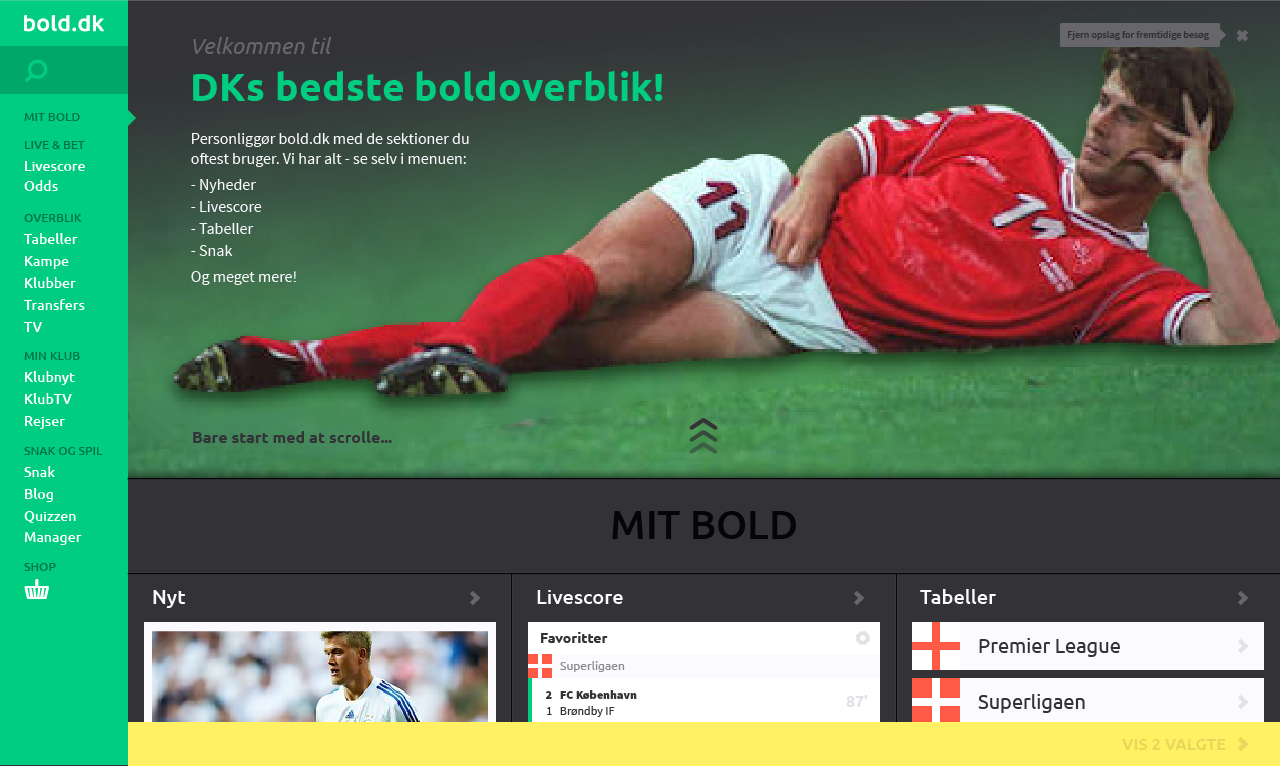 bold.dk
MIT BOLD
LIVE & BET
Livescore
Odds
OVERBLIK
Tabeller
Kampe
Klubber
Transfers
TV
MIN KLUB
Klubnyt
KlubTV
Rejser
SNAK OG SPIL
Snak
Blog
Quizzen
Manager
SHOP
Fjern opslag for fremtidige besøg
Velkommen til
DKs bedste boldoverblik!
Personliggør bold.dk med de sektioner du
oftest bruger. Vi har alt - se selv i menuen:
- Nyheder
- Livescore
- Tabeller
- Snak
Og meget mere!
11
11
Bare start med at scrolle...
MIT BOLD
Nyt
Livescore
Favoritter
Superligaen
2 FC København
1 Brøndby IF
87'
Tabeller
Premier League
Superligaen
VIS 2 VALGTE